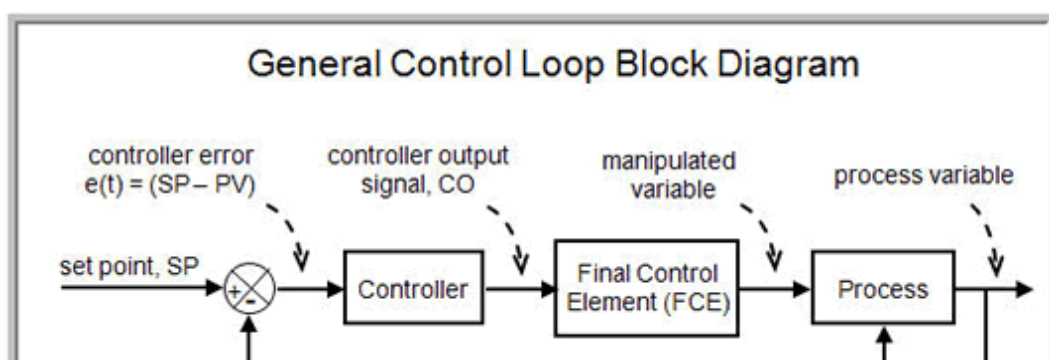 General Control Loop Block Diagram
controller error
e(t) = (SP – PV)
controller output
signal, CO
manipulated
variable
process variable
set point, SP
+
-
Controller
Final Control
Element (FCE)
Process